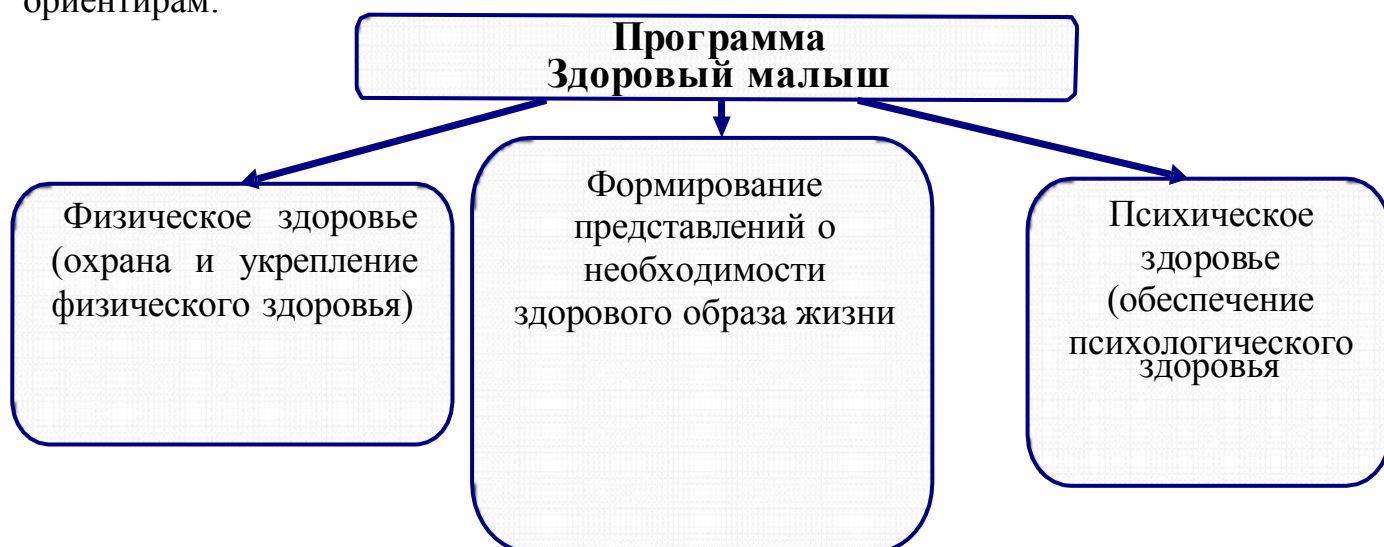 ориентирам:
Программа
Здоровый малыш
Физическое здоровье
(охрана и укрепление
физического здоровья)
Формирование
представлений о
необходимости
здорового образа жизни
Психическое
здоровье
(обеспечение
психологического
здоровья